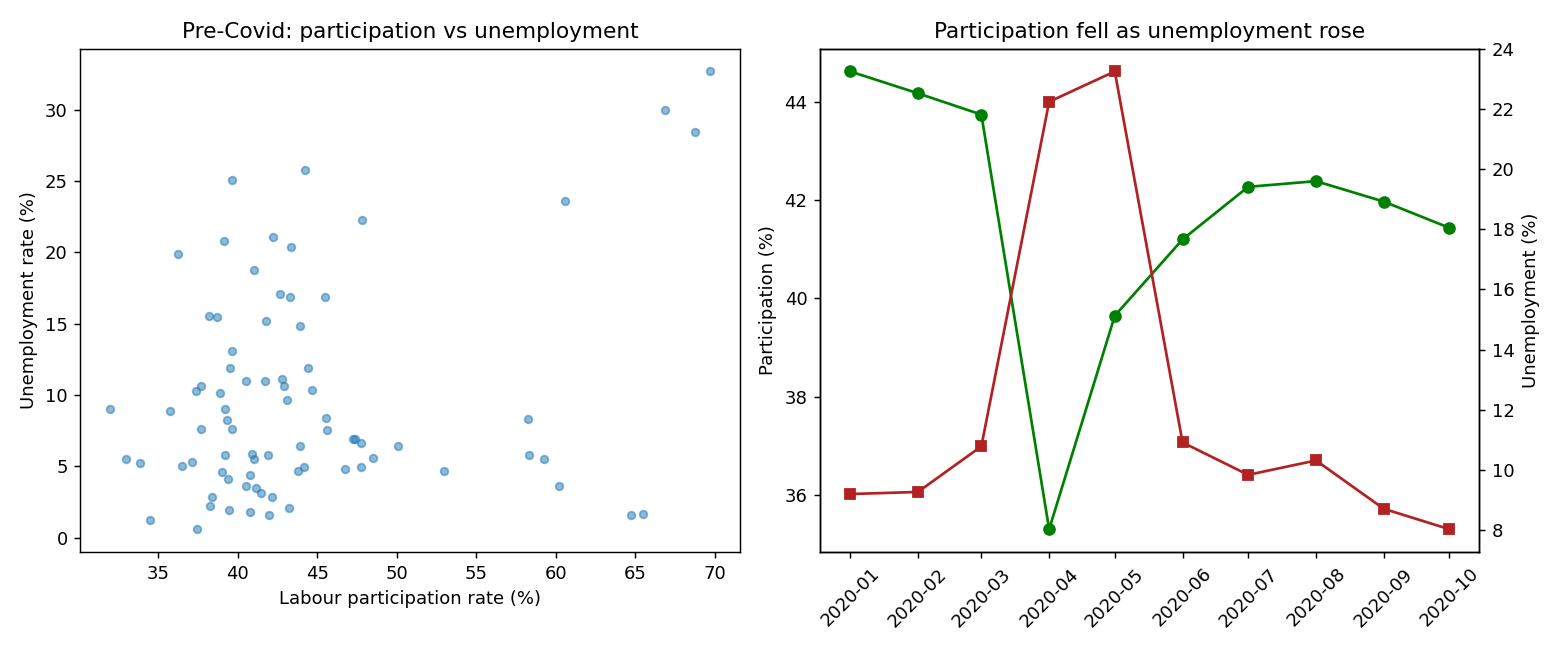 Pre-Covid: participation vs unemployment
Unemployment rate (%)
30
25
20
15
10
5
0
35 40 45 50 55 60 65 70
Labour participation rate (%)
Participation fell as unemployment rose
Participation (%)
44
42
40
38
36
24
22
20
18
16
14
12
10
8
Unemployment (%)
2020-01 2020-02 2020-03 2020-04 2020-05 2020-06 2020-07 2020-08 2020-09 2020-10